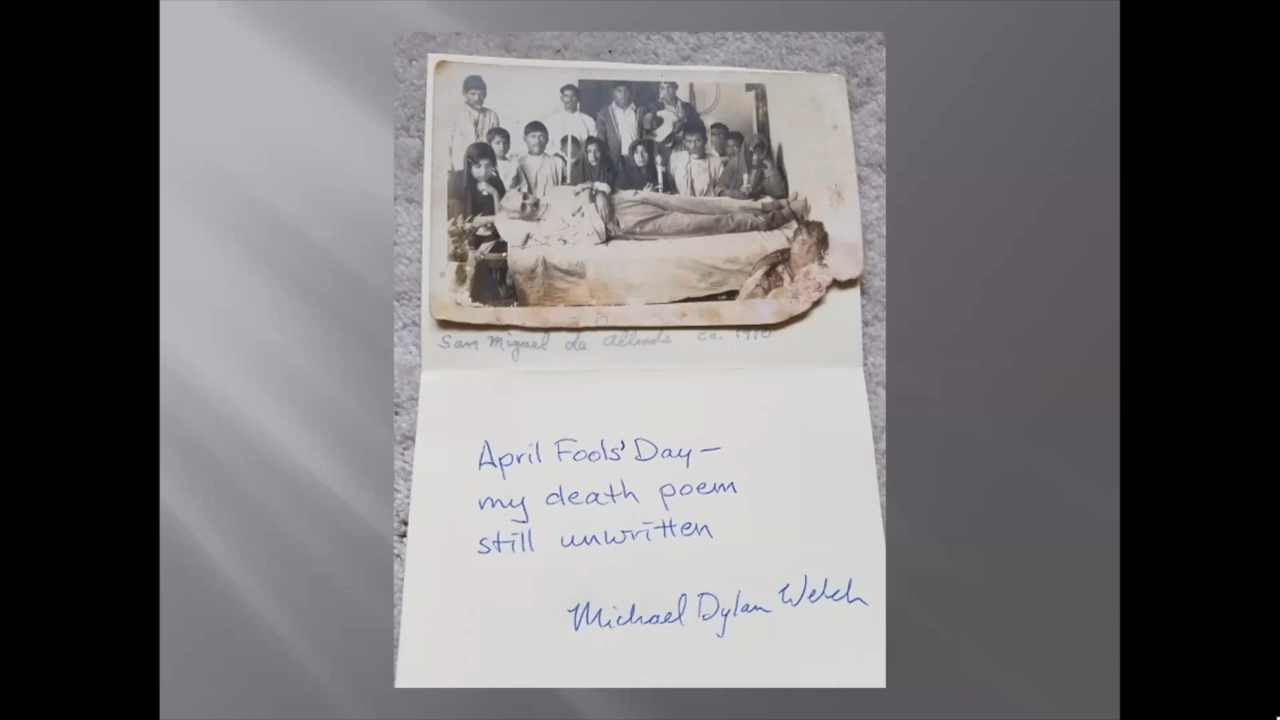 San Miguel de Allende ca. 1910
April Fools' Day –
my death poem
still unwritten
Michael Dylan Welch